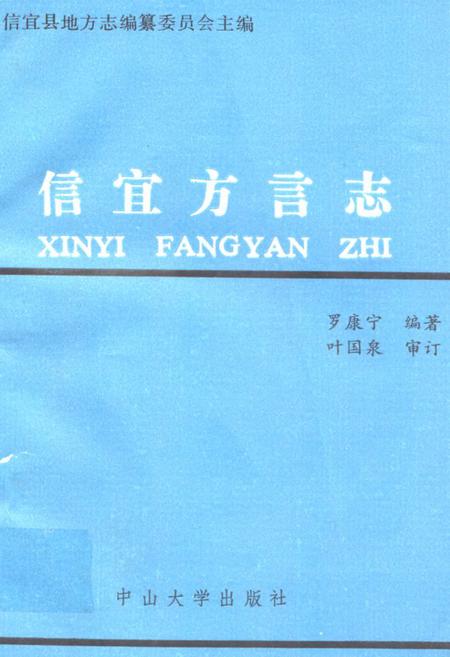 信宜县地方志编纂委员会主编
信宜方言志
XINYI FANGYAN ZHI
罗康宁 编著
叶国泉 审订
中山大学出版社